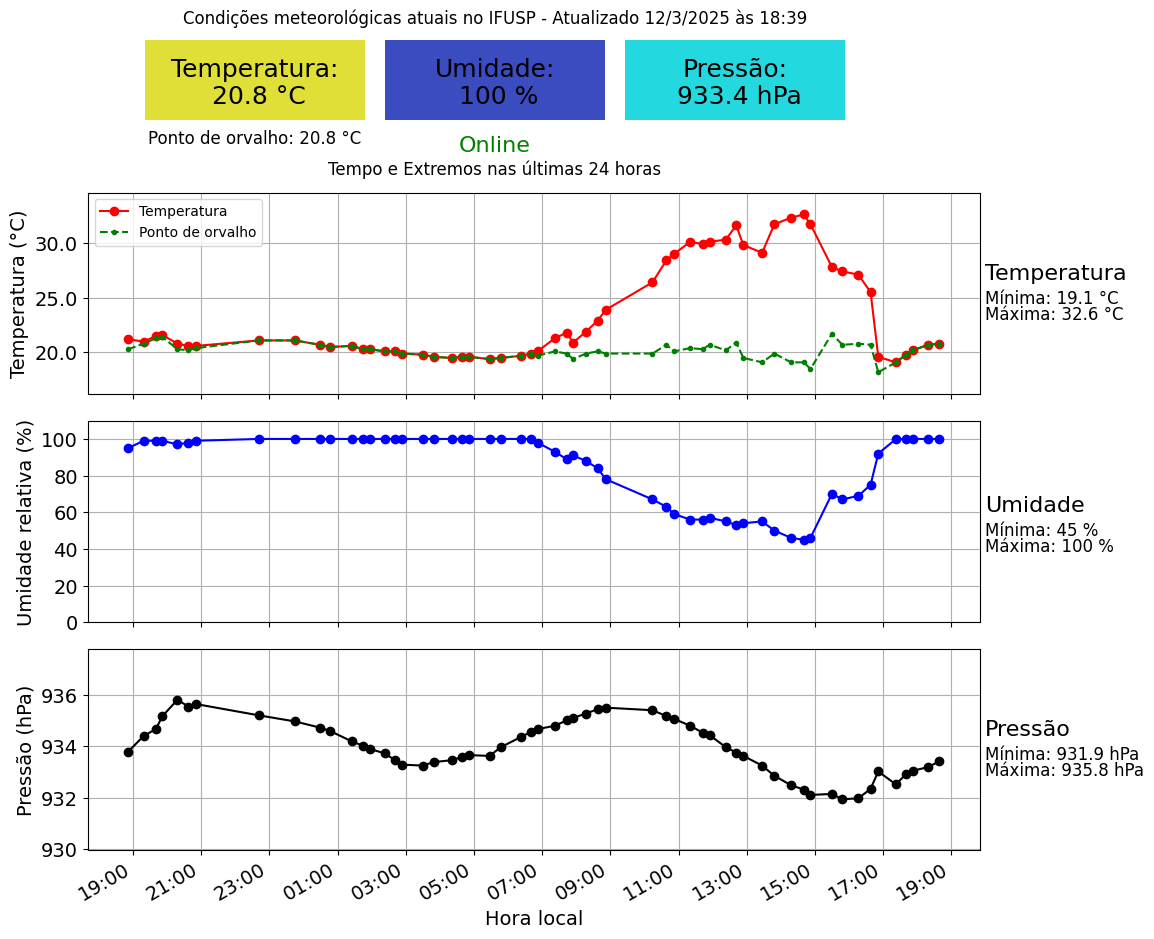 Condições meteorológicas atuais no IFUSP - Atualizado 12/3/2025 às 18:39
Temperatura:
20.8 °C
Umidade:
100 %
Pressão:
933.4 hPa
Ponto de orvalho: 20.8 °C
Online
Tempo e Extremos nas últimas 24 horas
Temperatura (°C)
30.0
25.0
20.0
Temperatura
Ponto de orvalho
Temperatura
Mínima: 19.1 °C
Máxima: 32.6 °C
Umidade relativa (%)
100
80
60
40
20
0
Umidade
Mínima: 45 %
Máxima: 100 %
Pressão (hPa)
936
934
932
930
Pressão
Mínima: 931.9 hPa
Máxima: 935.8 hPa
19:00
21:00
23:00
01:00
03:00
05:00
07:00
09:00
11:00
13:00
15:00
17:00
19:00
Hora local